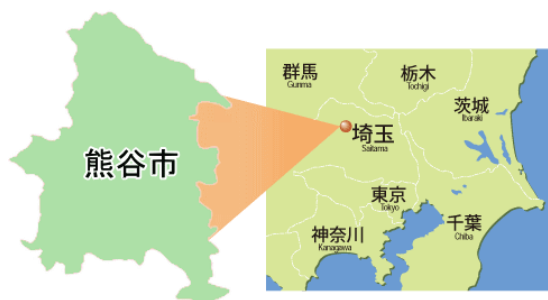 熊谷市
群馬
Gunma
栃木
Tochigi
茨城
Ibaraki
埼玉
Saitama
東京
Tokyo
神奈川
Kanagawa
千葉
Chiba